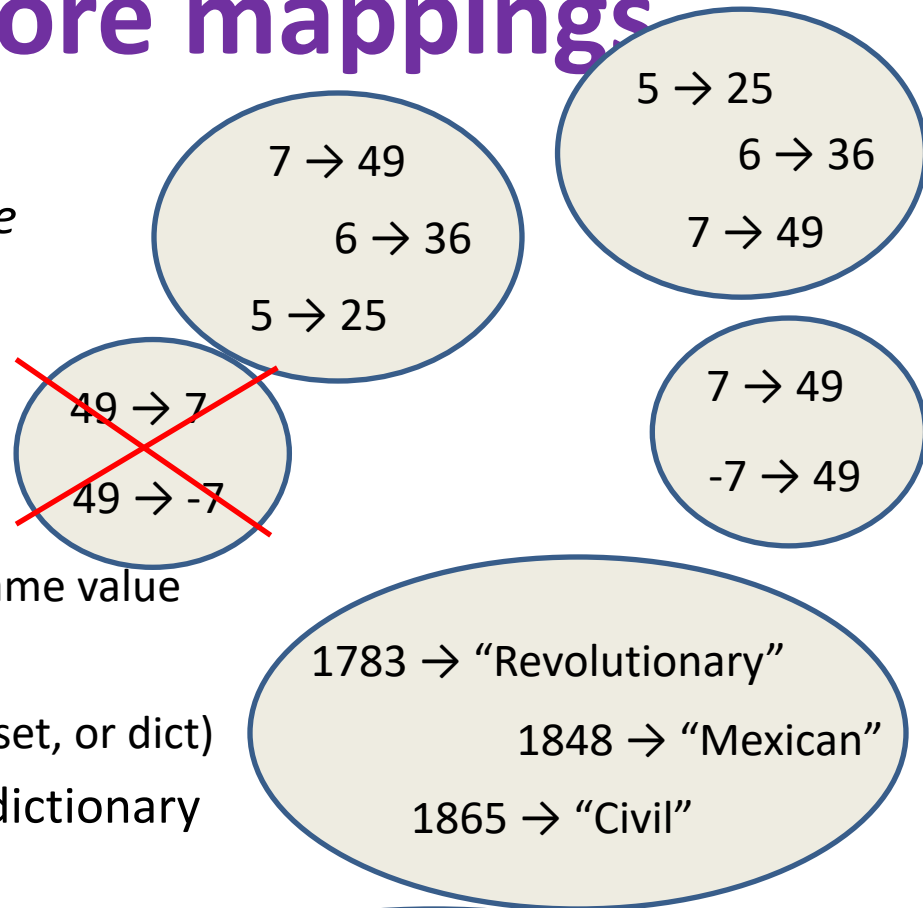 ore mappings
5 → 25
6 → 36
7 → 49
7 → 49
6 → 36
5 → 25
e
49 → 7
49 → -7
7 → 49
-7 → 49
ame value
1783 → “Revolutionary”
1848 → “Mexican”
1865 → “Civil”
set, or dict)
dictionary